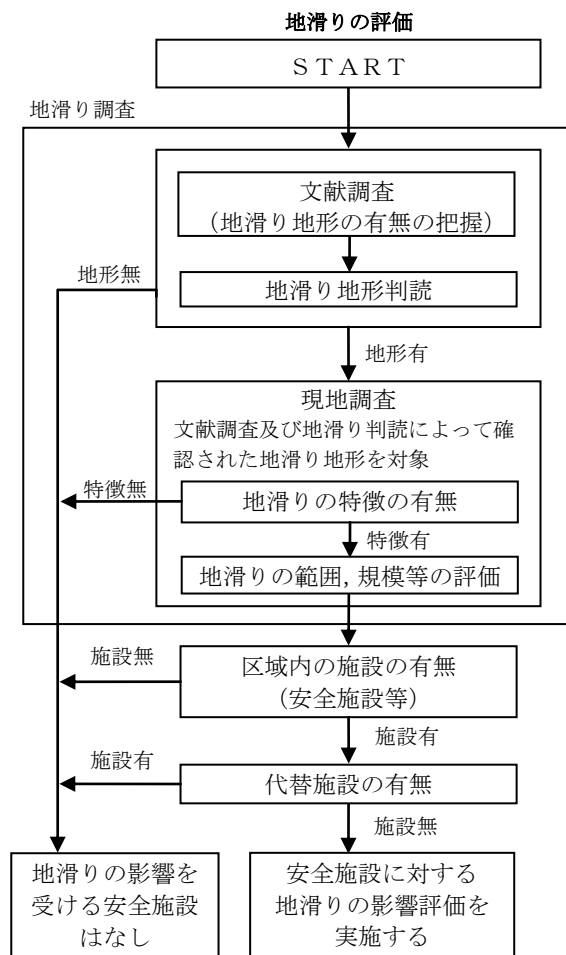 地滑りの評価
ＳＴＡＲＴ
地滑り調査
文献調査
（地滑り地形の有無の把握）
地形無
地滑り地形判読
地形有
現地調査
文献調査及び地滑り判読によって確
認された地滑り地形を対象
特徴無
地滑りの特徴の有無
特徴有
地滑りの範囲，規模等の評価
施設無
区域内の施設の有無
（安全施設等）
施設有
施設有
代替施設の有無
施設無
地滑りの影響を
受ける安全施設
はなし
安全施設に対する
地滑りの影響評価を
実施する